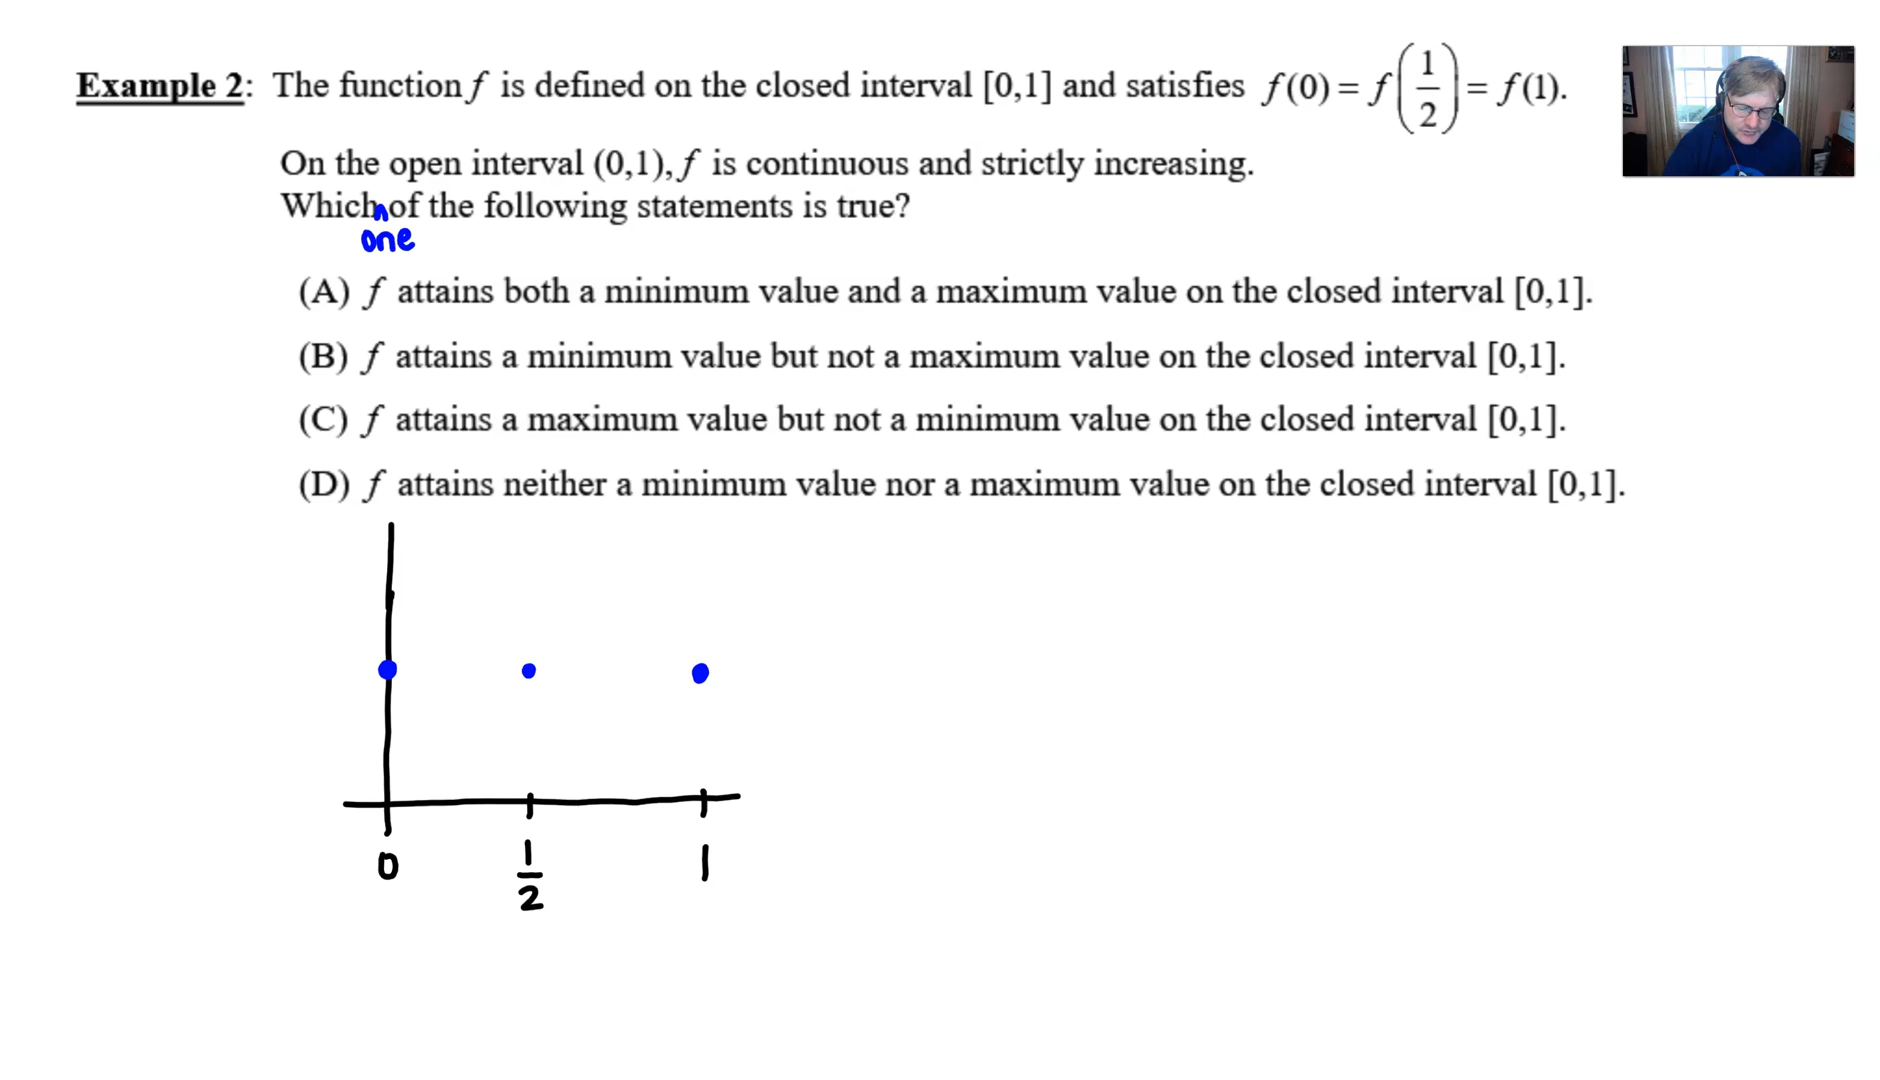 Example 2: The function f is defined on the closed interval [0,1] and satisfies f(0) = f(1/2) = f(1).
On the open interval (0,1), f is continuous and strictly increasing.
Which of the following statements is true?
one
(A) f attains both a minimum value and a maximum value on the closed interval [0,1].
(B) f attains a minimum value but not a maximum value on the closed interval [0,1].
(C) f attains a maximum value but not a minimum value on the closed interval [0,1].
(D) f attains neither a minimum value nor a maximum value on the closed interval [0,1].
0 1/2 1